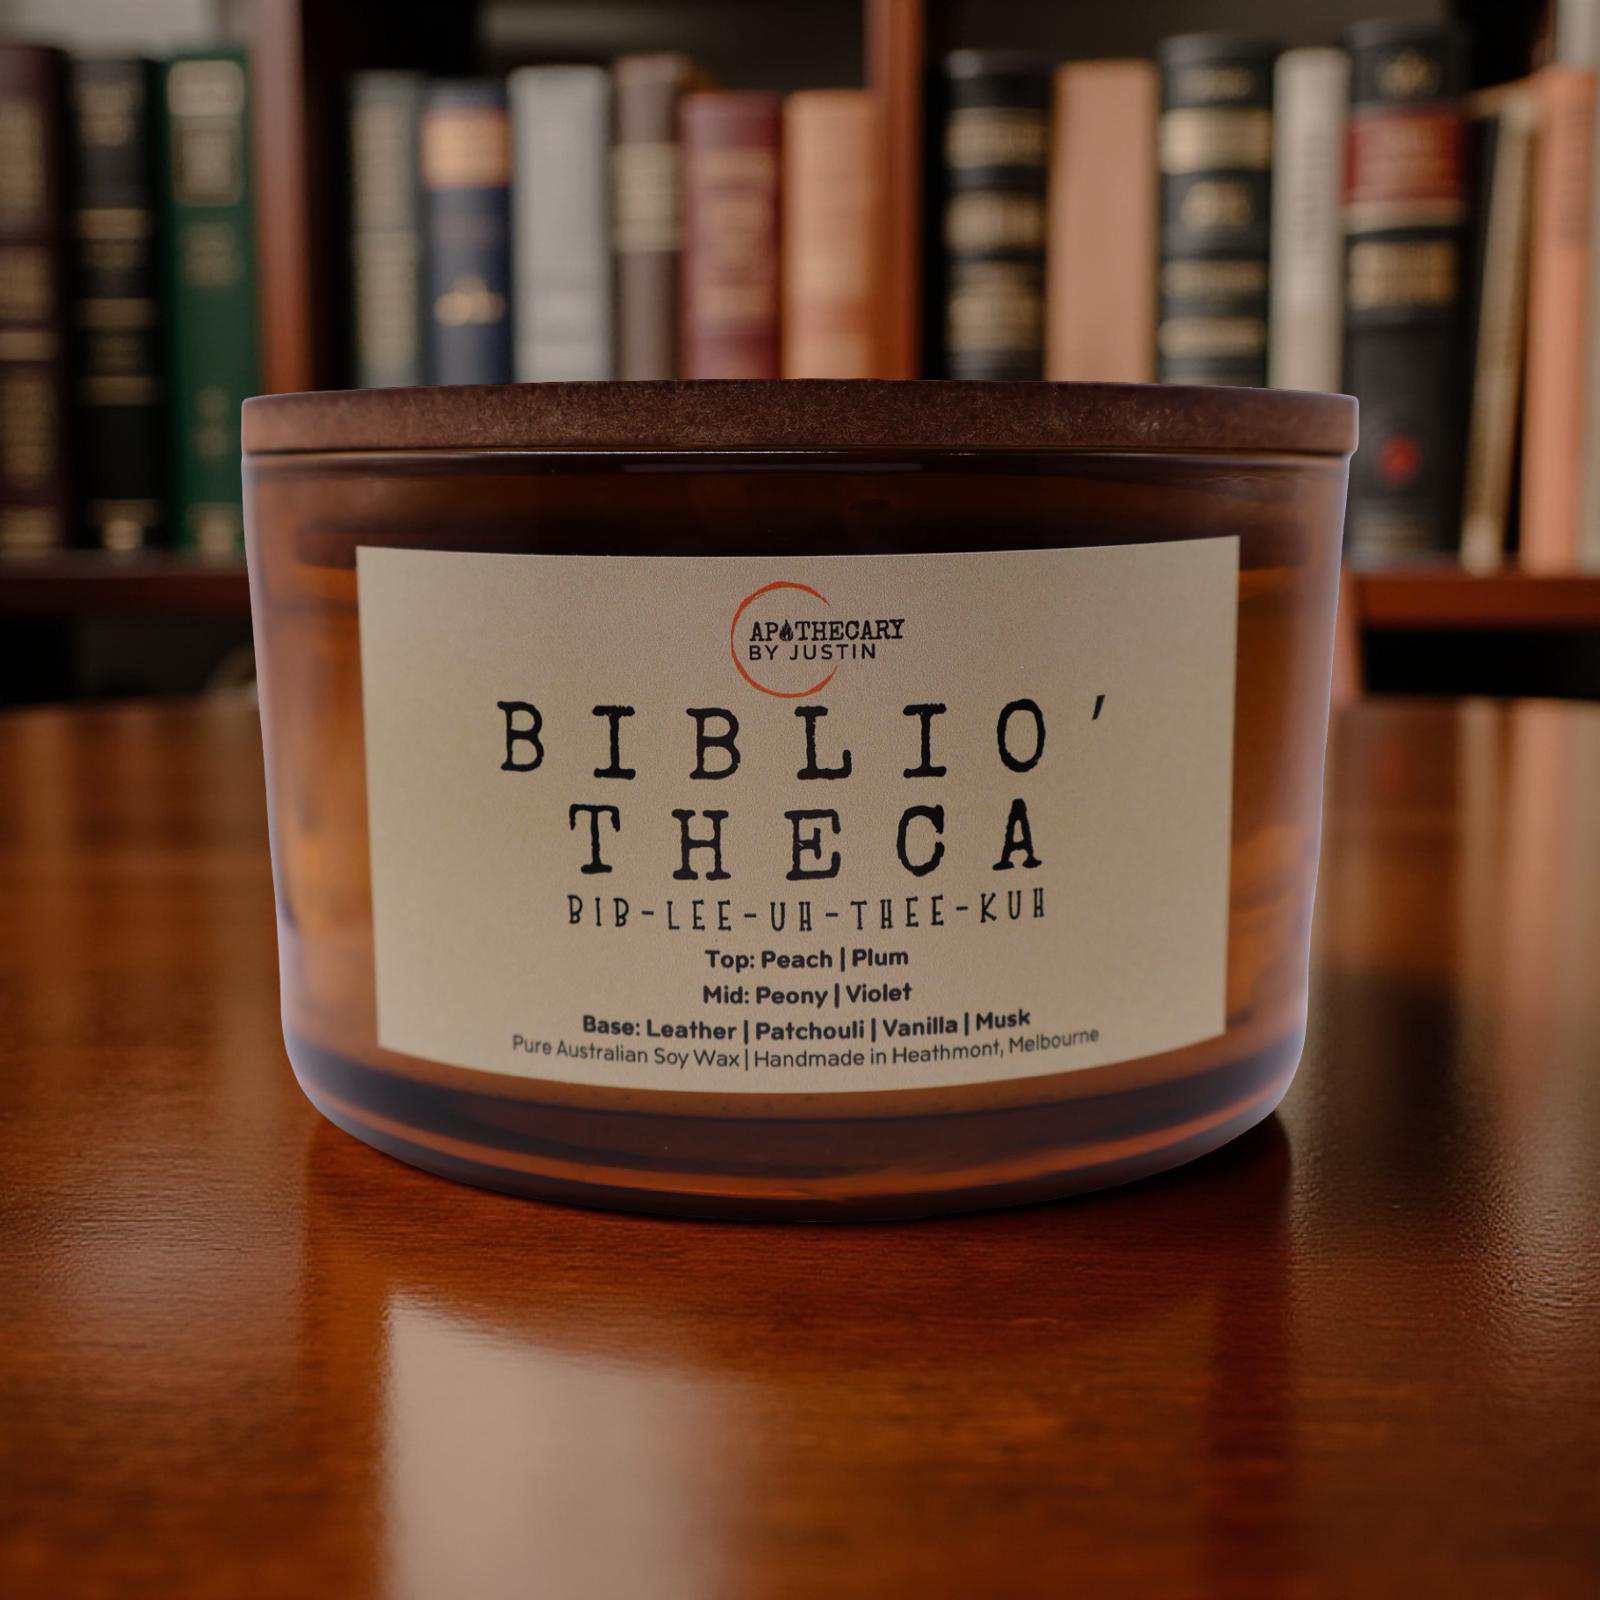 APOTHECARY
BY JUSTIN
BIBLIO'
THECA
BIB-LEE-UH-THEE-KUH
Top: Peach | Plum
Mid: Peony | Violet
Base: Leather | Patchouli | Vanilla | Musk
Pure Australian Soy Wax | Handmade in Heathmont, Melbourne